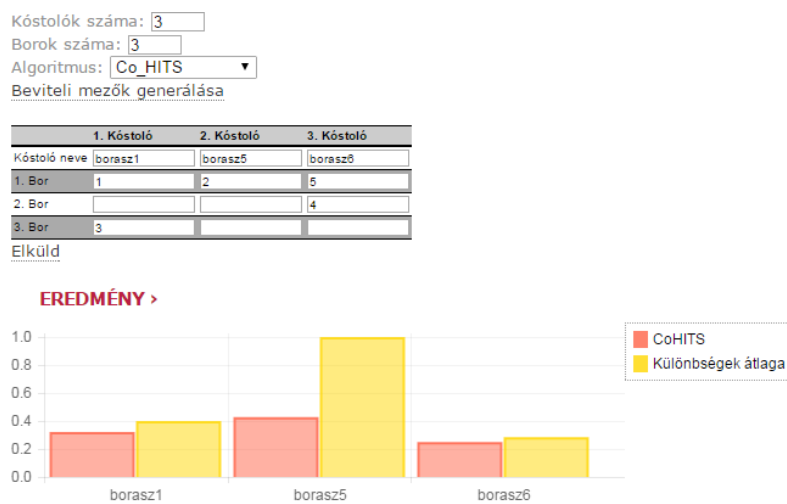 Kóstolók száma: 3
Borok száma: 3
Algoritmus: Co_HITS
Beviteli mezők generálása
1. Kóstoló 2. Kóstoló 3. Kóstoló
Kóstoló neve borasz1 borasz5 borasz6
1. Bor 1 2 5
2. Bor 4
3. Bor 3
Elküld
EREDMÉNY ›
1.0
0.8
0.6
0.4
0.2
0.0
borasz1 borasz5 borasz6
CoHITS
Különbségek átlaga